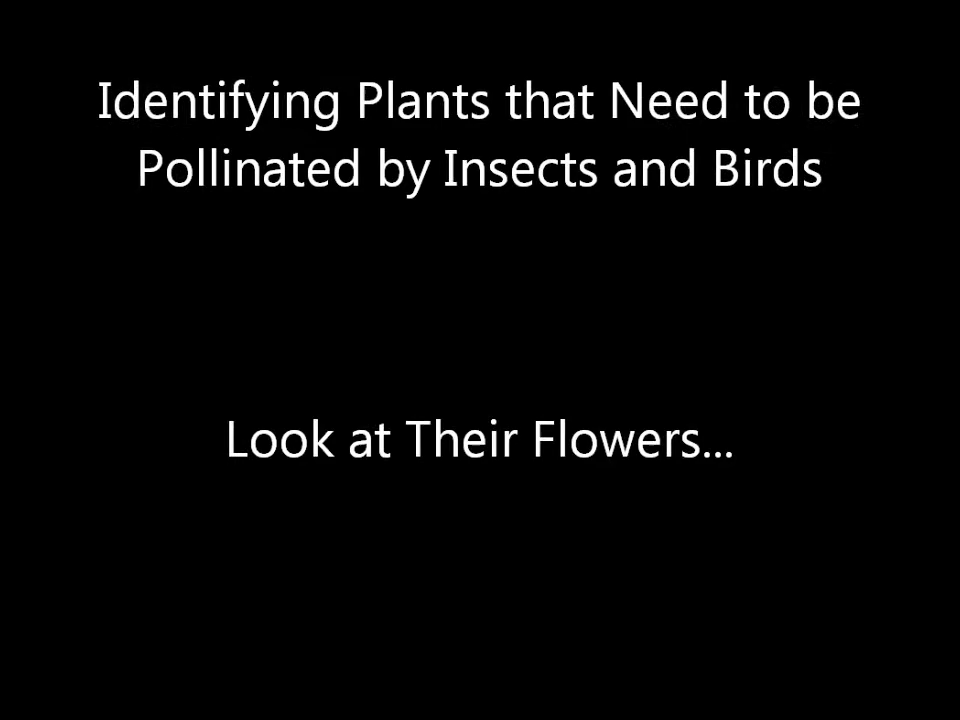 Identifying Plants that Need to be
Pollinated by Insects and Birds
Look at Their Flowers...